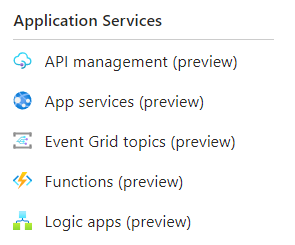 Application Services
API management (preview)
App services (preview)
Event Grid topics (preview)
Functions (preview)
Logic apps (preview)